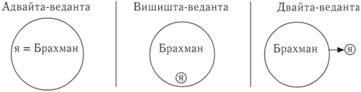 Адвайта-веданта
я = Брахман
Вишишта-веданта
Брахман
я
Двайта-веданта
Брахман
я